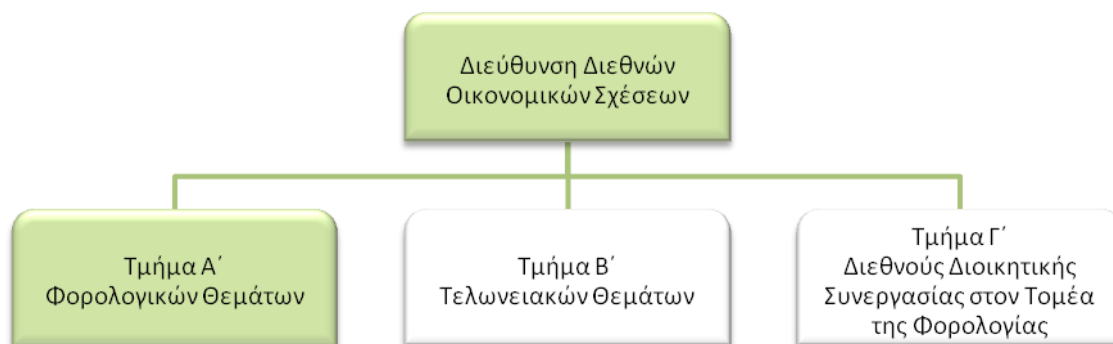 Διεύθυνση Διεθνών
Οικονομικών Σχέσεων
Τμήμα Α΄
Φορολογικών Θεμάτων
Τμήμα Β΄
Τελωνειακών Θεμάτων
Τμήμα Γ΄
Διεθνούς Διοικητικής
Συνεργασίας στον Τομέα
της Φορολογίας